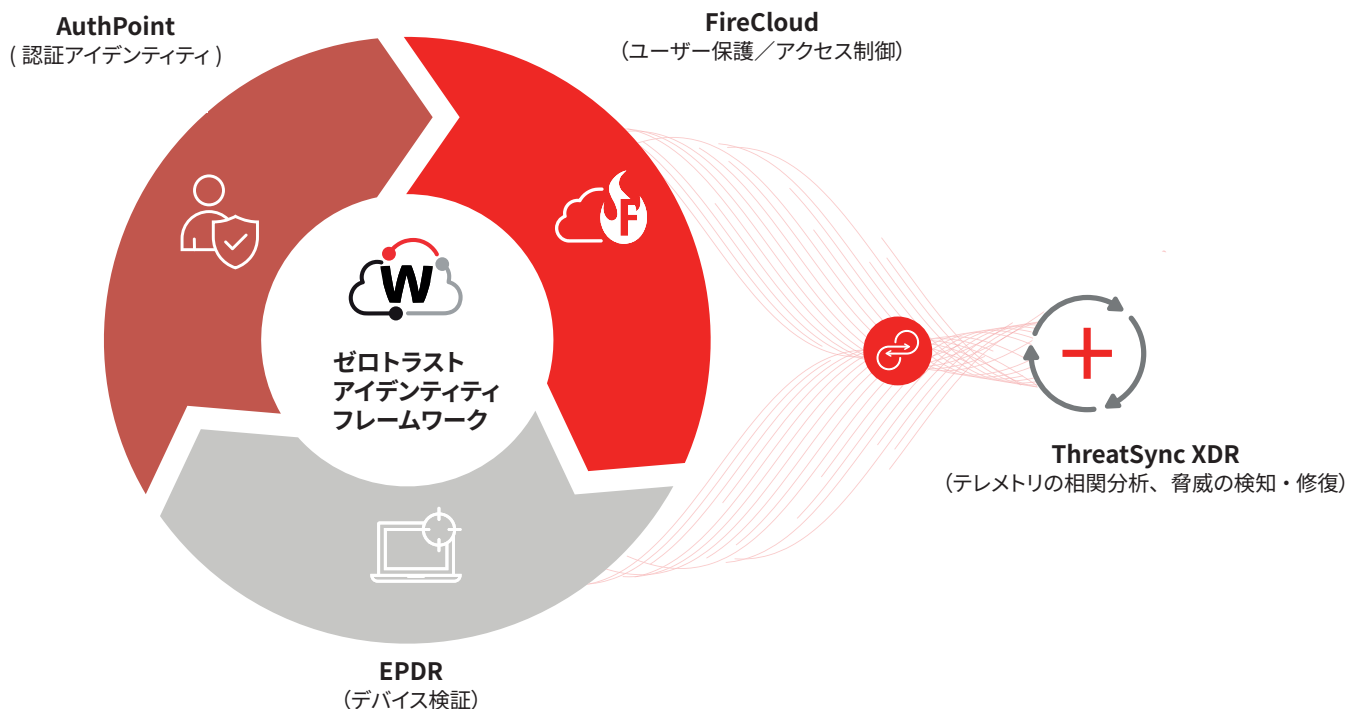 AuthPoint
( 認証アイデンティティ )
FireCloud
（ユーザー保護／アクセス制御）
F
W
ゼロトラスト
アイデンティティ
フレームワーク
ThreatSync XDR
（テレメトリの相関分析、脅威の検知・修復）
EPDR
（デバイス検証）